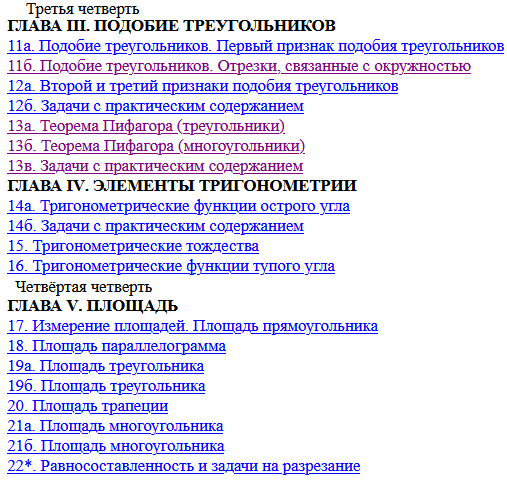 Третья четверть
ГЛАВА III. ПОДОБИЕ ТРЕУГОЛЬНИКОВ
11а. Подобие треугольников. Первый признак подобия треугольников
11б. Подобие треугольников. Отрезки, связанные с окружностью
12а. Второй и третий признаки подобия треугольников
12б. Задачи с практическим содержанием
13а. Теорема Пифагора (треугольники)
13б. Теорема Пифагора (многоугольники)
13в. Задачи с практическим содержанием
ГЛАВА IV. ЭЛЕМЕНТЫ ТРИГОНОМЕТРИИ
14а. Тригонометрические функции острого угла
14б. Задачи с практическим содержанием
15. Тригонометрические тождества
16. Тригонометрические функции тупого угла
Четвёртая четверть
ГЛАВА V. ПЛОЩАДЬ
17. Измерение площадей. Площадь прямоугольника
18. Площадь параллелограмма
19а. Площадь треугольника
19б. Площадь треугольника
20. Площадь трапеции
21а. Площадь многоугольника
21б. Площадь многоугольника
22*. Равносоставленность и задачи на разрезание